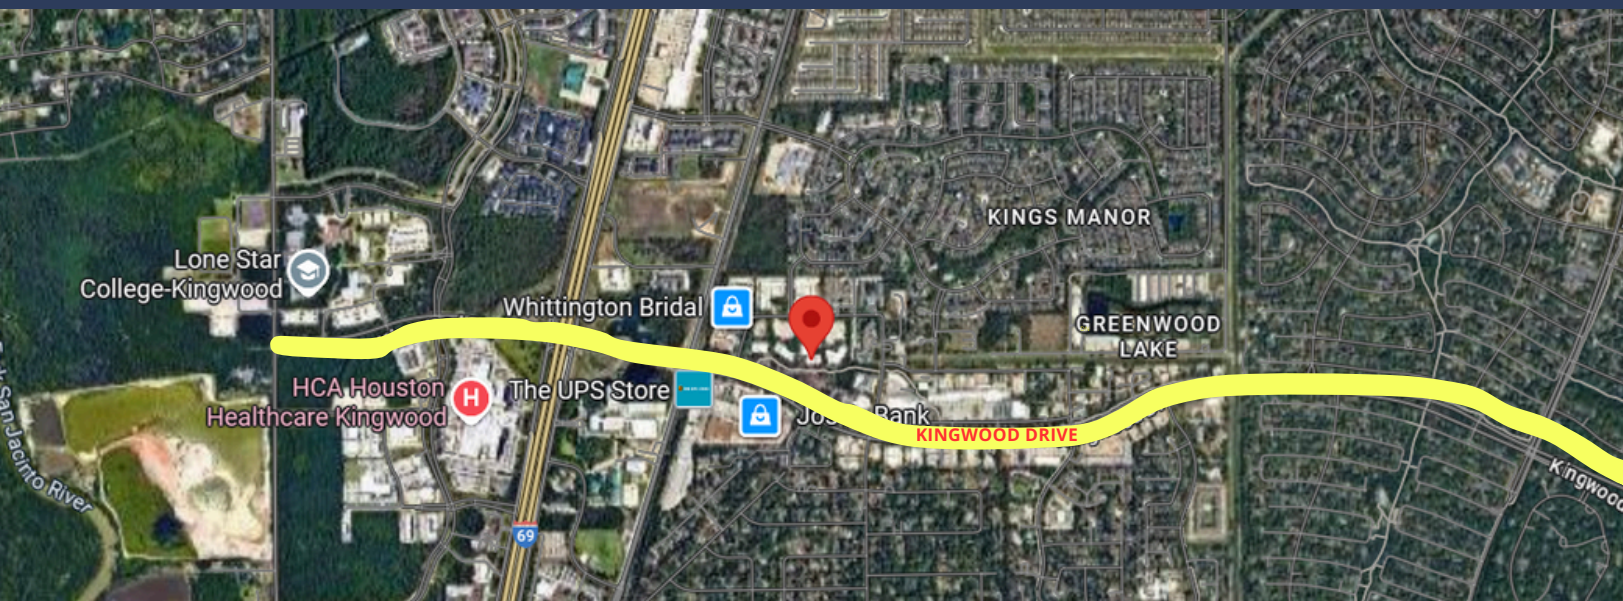 KINGS MANOR
Lone Star
College-Kingwood
Whittington Bridal
GREENWOOD
LAKE
HCA Houston
Healthcare Kingwood
H
The UPS Store
Bank
KINGWOOD DRIVE
Kingwood
San Jacinto River
69